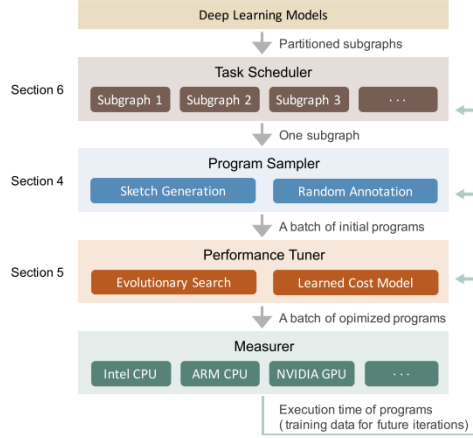 Deep Learning Models
Partitioned subgraphs
Task Scheduler
Section 6
Subgraph 1 Subgraph 2 Subgraph 3 . . .
One subgraph
Program Sampler
Section 4
Sketch Generation Random Annotation
A batch of initial programs
Performance Tuner
Section 5
Evolutionary Search Learned Cost Model
A batch of opimized programs
Measurer
Intel CPU ARM CPU NVIDIA GPU . . .
Execution time of programs
( training data for future iterations)